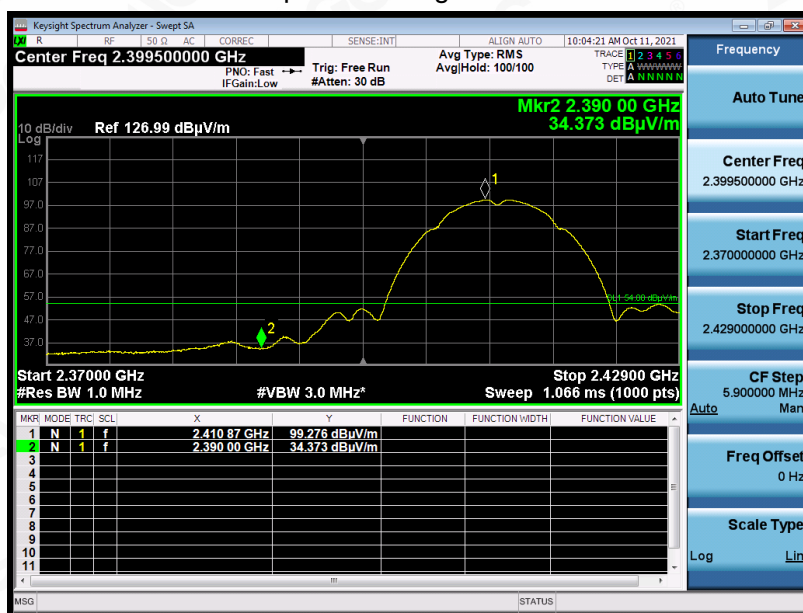 Keysight Spectrum Analyzer - Swept SA
LXI R RF 50 Ω AC CORREC SENSE:INT ALIGN AUTO 10:04:21 AM Oct 11, 2021
Center Freq 2.399500000 GHz
PNO: Fast
IFGain:Low
Trig: Free Run
#Atten: 30 dB
Avg Type: RMS
Avg|Hold: 100/100
TRACE 1 2 3 4 5 6
TYPE A WWWWW
DET A N N N N N
Mkr2 2.390 00 GHz
34.373 dBµV/m
10 dB/div Ref 126.99 dBµV/m
Log
117
107
97.0
87.0
77.0
67.0
57.0
47.0
37.0
1
2
DL1 54.00 dBµV/m
Start 2.37000 GHz Stop 2.42900 GHz
#Res BW 1.0 MHz #VBW 3.0 MHz* Sweep 1.066 ms (1000 pts)
MKR MODE TRC SCL X Y FUNCTION FUNCTION WIDTH FUNCTION VALUE
1 N 1 f 2.410 87 GHz 99.276 dBµV/m
2 N 1 f 2.390 00 GHz 34.373 dBµV/m
3
4
5
6
7
8
9
10
11
MSG STATUS
Frequency
Auto Tune
Center Freq
2.399500000 GHz
Start Freq
2.370000000 GHz
Stop Freq
2.429000000 GHz
CF Step
5.900000 MHz
Auto Man
Freq Offset
0 Hz
Scale Type
Log Lin